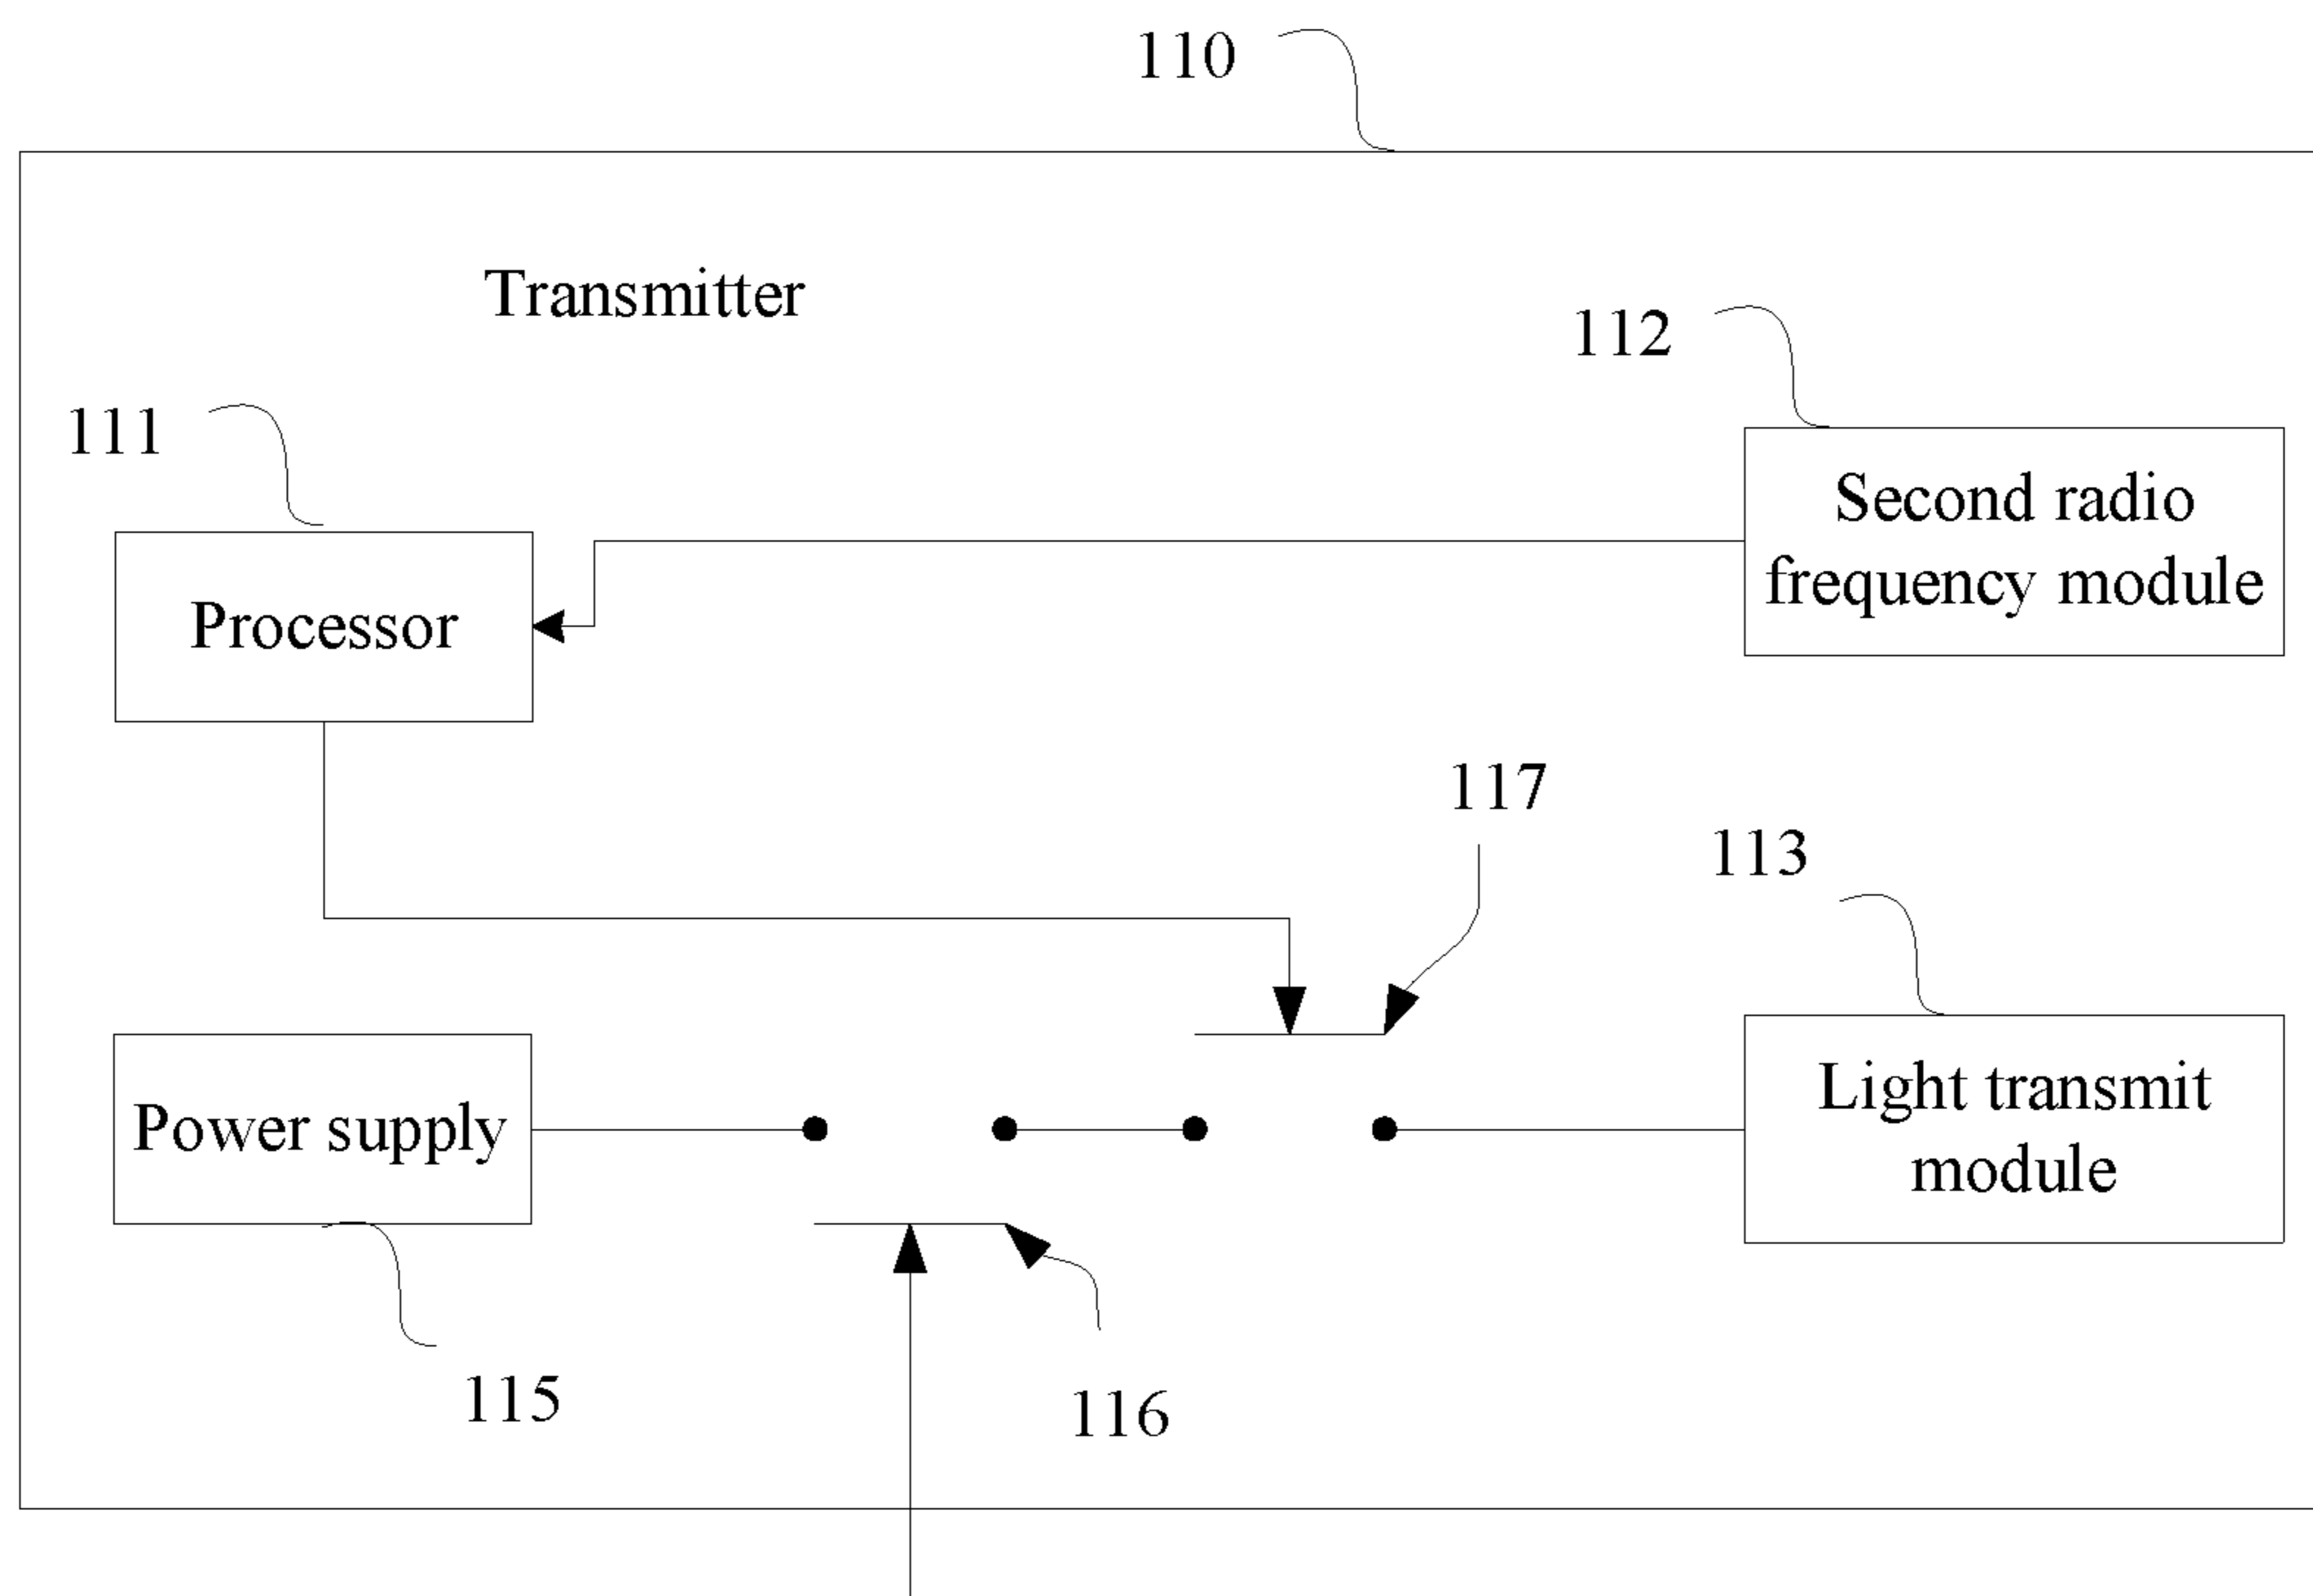 110
Transmitter
112
111
Second radio
frequency module
Processor
117
113
Light transmit
module
Power supply
115
116